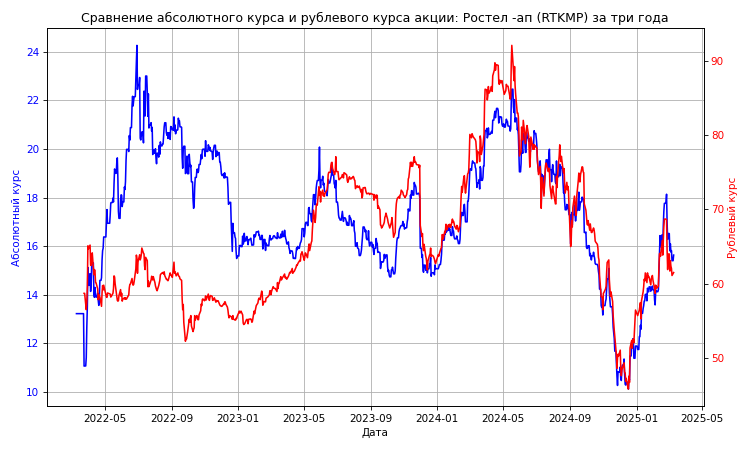 Сравнение абсолютного курса и рублевого курса акции: Ростел -ап (RTKMP) за три года
24
22
20
18
16
14
12
10
Абсолютный курс
90
80
70
60
50
Рублевый курс
2022-05 2022-09 2023-01 2023-05 2023-09 2024-01 2024-05 2024-09 2025-01 2025-05
Дата